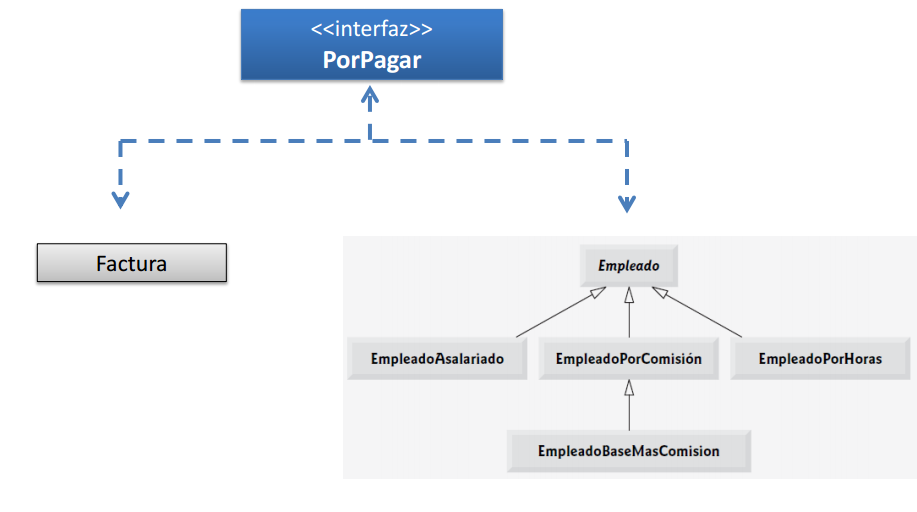 <<interfaz>>
PorPagar
Factura
Empleado
EmpleadoAsalariado
EmpleadoPorComisión
EmpleadoPorHoras
EmpleadoBaseMasComision